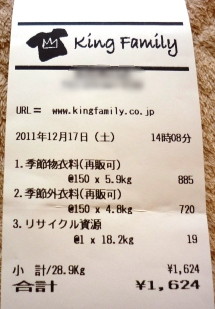 King Family
URL= www.kingfamily.co.jp
2011年12月17日(土) 14時08分
1.季節物衣料(再販可)
@150 x 5.9kg 885
2.季節外衣料(再販可)
@150 x 4.8kg 720
3.リサイクル資源
@1 x 18.2kg 19
小 計/28.9Kg ¥1,624
合計 ¥1,624